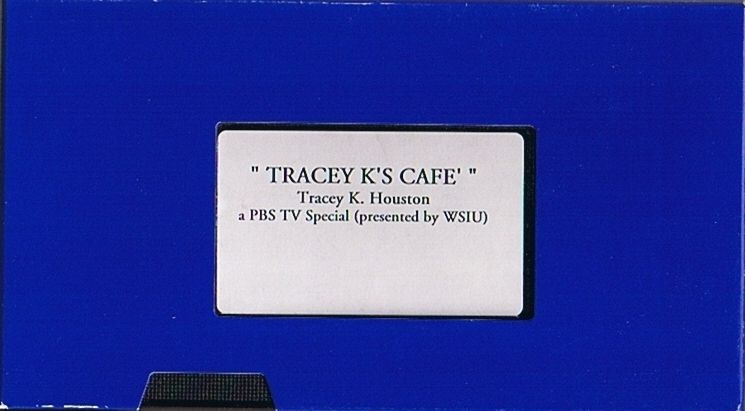 " TRACEY K'S CAFE' "
Tracey K. Houston
a PBS TV Special (presented by WSIU)